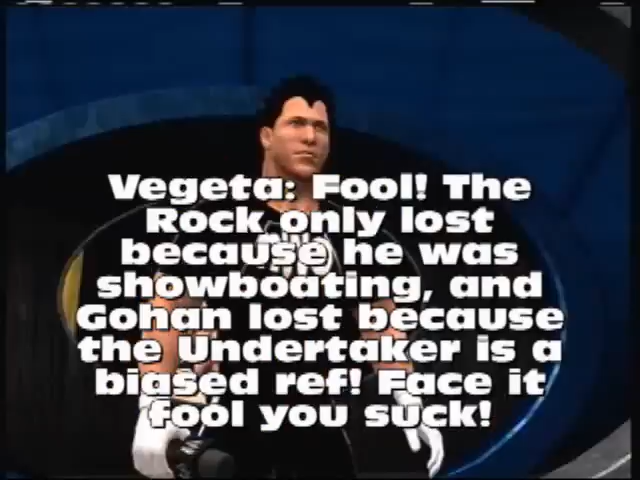 Vegeta: Fool! The
Rock only lost
because he was
showboating, and
Gohan lost because
the Undertaker is a
biased ref! Face it
fool you suck!